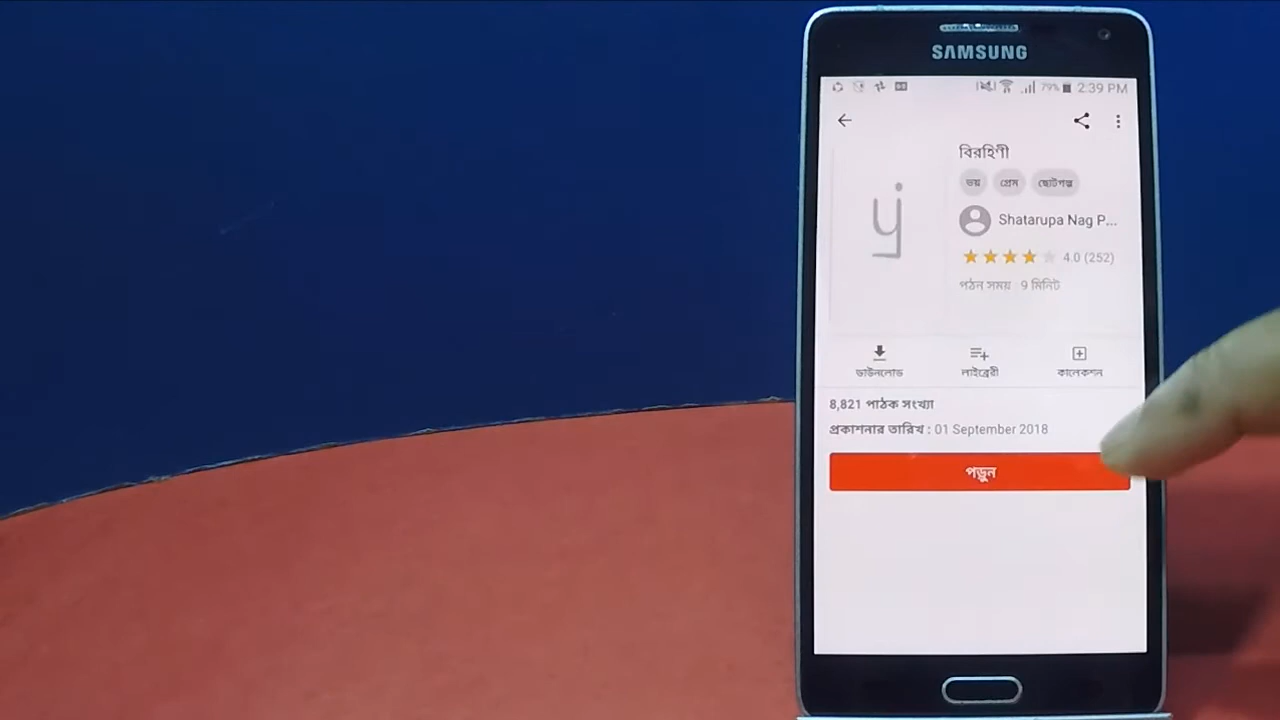 SAMSUNG
79% 2:39 PM
বিরহিণী
ভয় প্রেম ছোটগল্প
Shatarupa Nag P...
4.0 (252)
পঠন সময় : 9 মিনিট
ডাউনলোড লাইব্রেরী কালেকশন
8,821 পাঠক সংখ্যা
প্রকাশনার তারিখ : 01 September 2018
পড়ুন